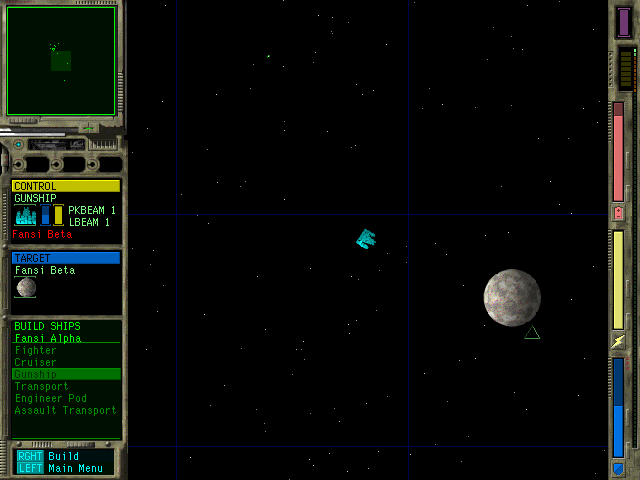 CONTROL
GUNSHIP
PKBEAM 1
LBEAM 1
Fansi Beta
TARGET
Fansi Beta
BUILD SHIPS
Fansi Alpha
Fighter
Cruiser
Gunship
Transport
Engineer Pod
Assault Transport
RGHT Build
LEFT Main Menu